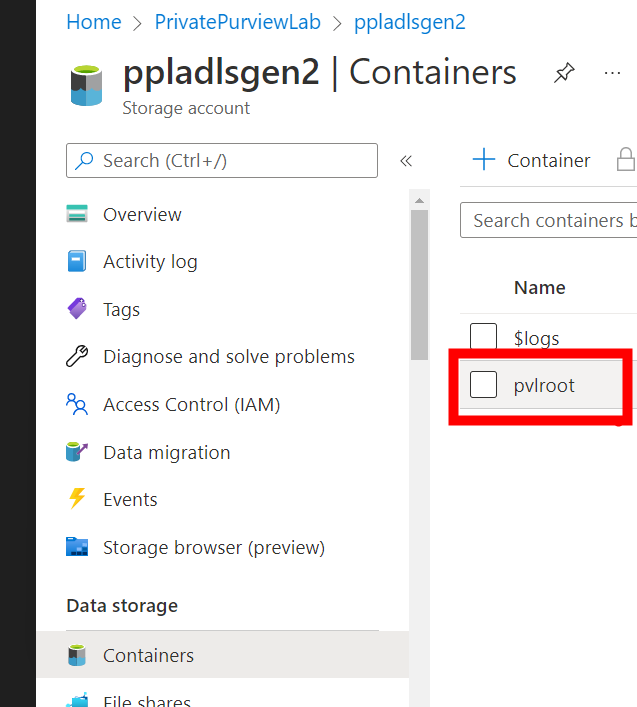 Home > PrivatePurviewLab > ppladlsgen2
ppladlsgen2 | Containers
Storage account
Search (Ctrl+/)
Overview
Activity log
Tags
Diagnose and solve problems
Access Control (IAM)
Data migration
Events
Storage browser (preview)
Data storage
Containers
File shares
+ Container
Search containers b
Name
$logs
pvlroot